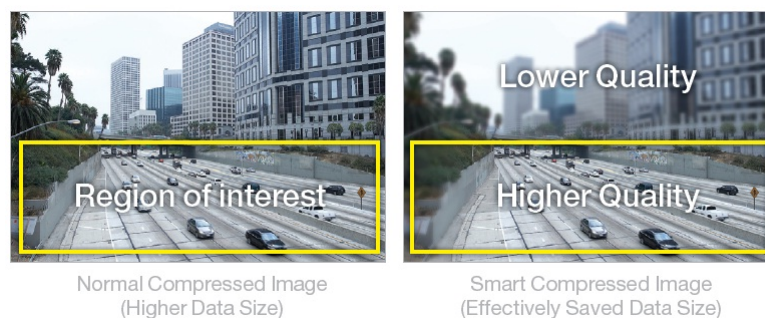 Region of interest
Normal Compressed Image
(Higher Data Size)
Lower Quality
Higher Quality
Smart Compressed Image
(Effectively Saved Data Size)